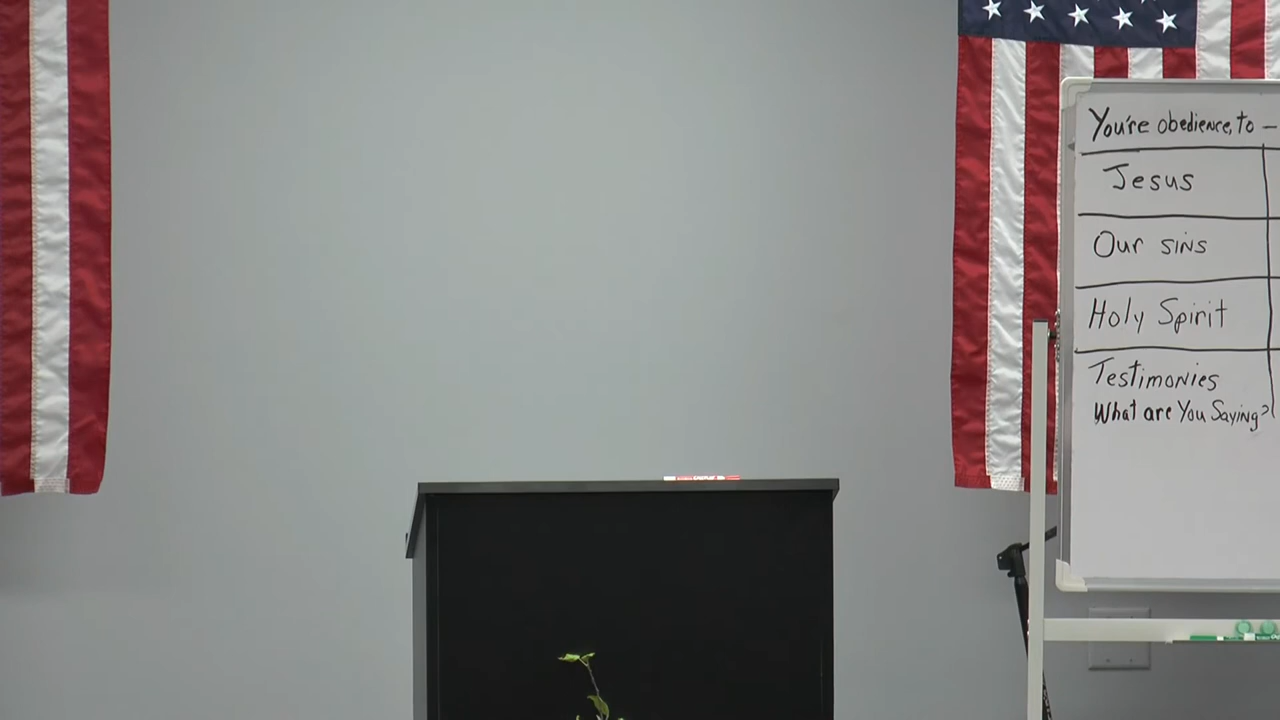 You're obedience, to –
Jesus
Our sins
Holy Spirit
Testimonies
What are You Saying?